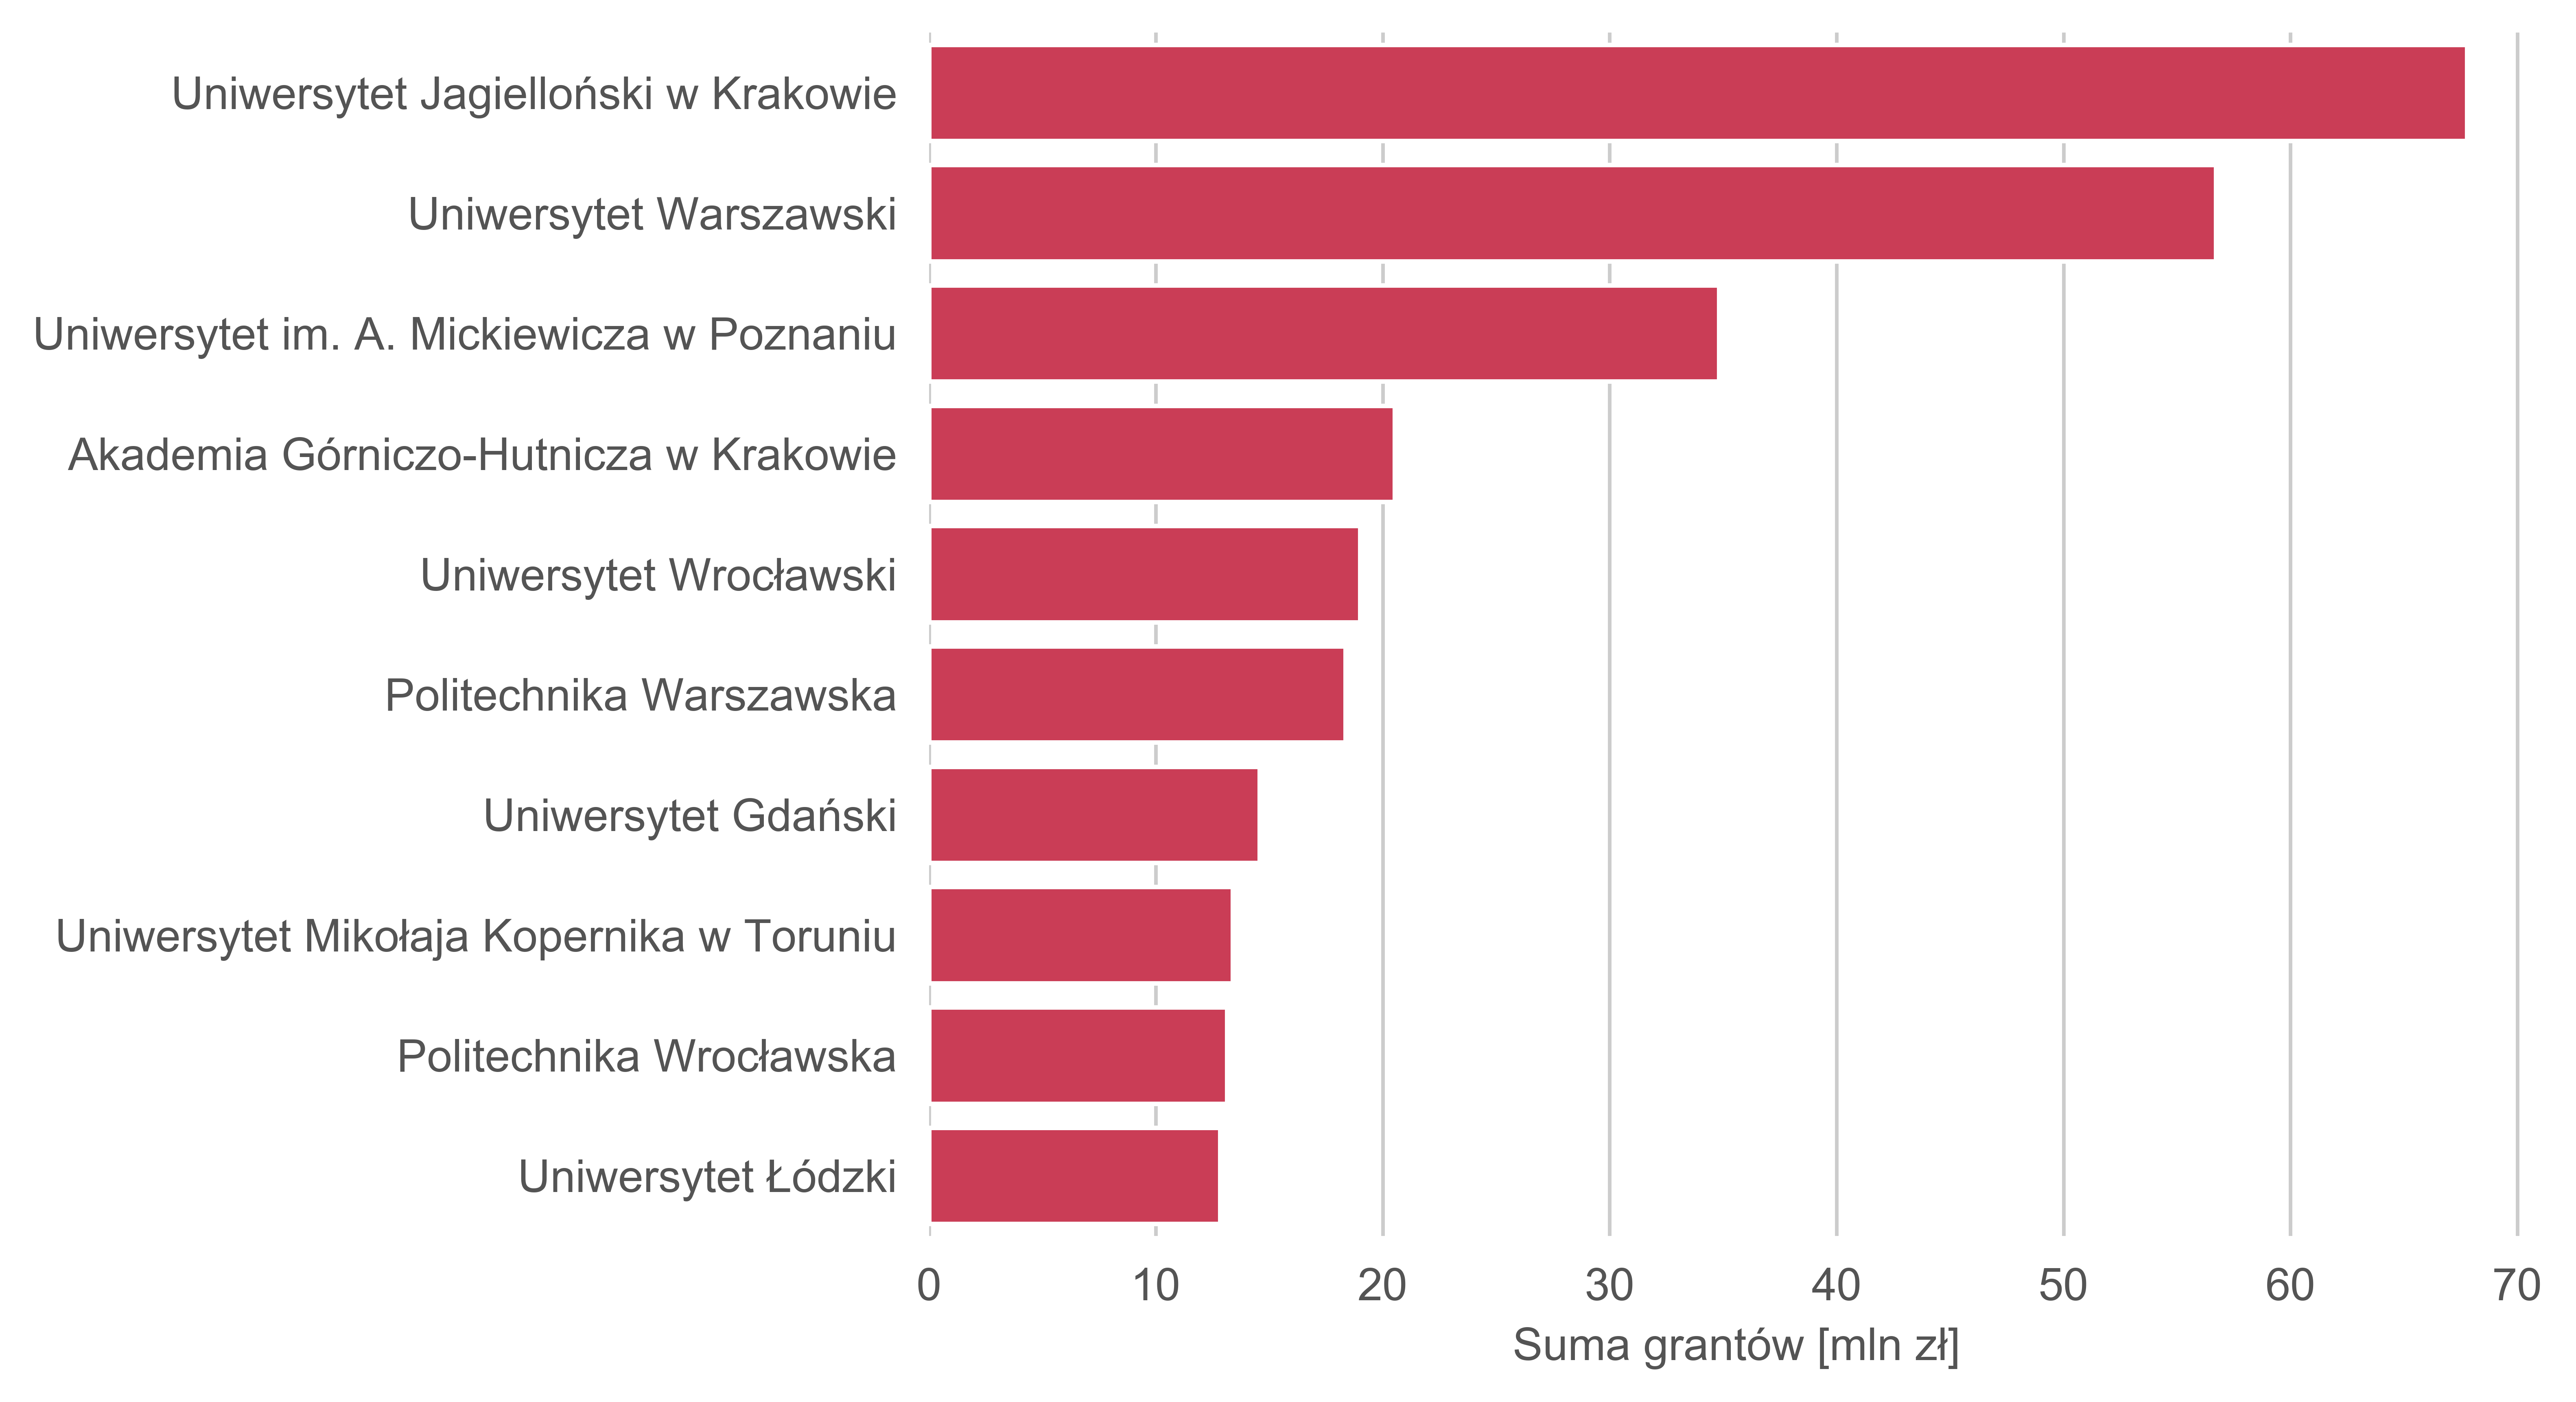 Uniwersytet Jagielloński w Krakowie
Uniwersytet Warszawski
Uniwersytet im. A. Mickiewicza w Poznaniu
Akademia Górniczo-Hutnicza w Krakowie
Uniwersytet Wrocławski
Politechnika Warszawska
Uniwersytet Gdański
Uniwersytet Mikołaja Kopernika w Toruniu
Politechnika Wrocławska
Uniwersytet Łódzki
0 10 20 30 40 50 60 70
Suma grantów [mln zł]